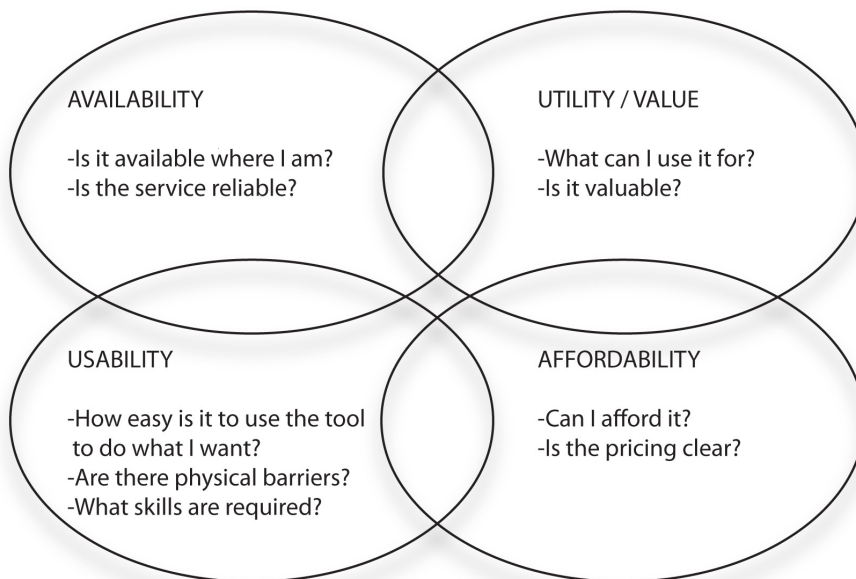 AVAILABILITY
-Is it available where I am?
-Is the service reliable?
UTILITY / VALUE
-What can I use it for?
-Is it valuable?
USABILITY
-How easy is it to use the tool
to do what I want?
-Are there physical barriers?
-What skills are required?
AFFORDABILITY
-Can I afford it?
-Is the pricing clear?